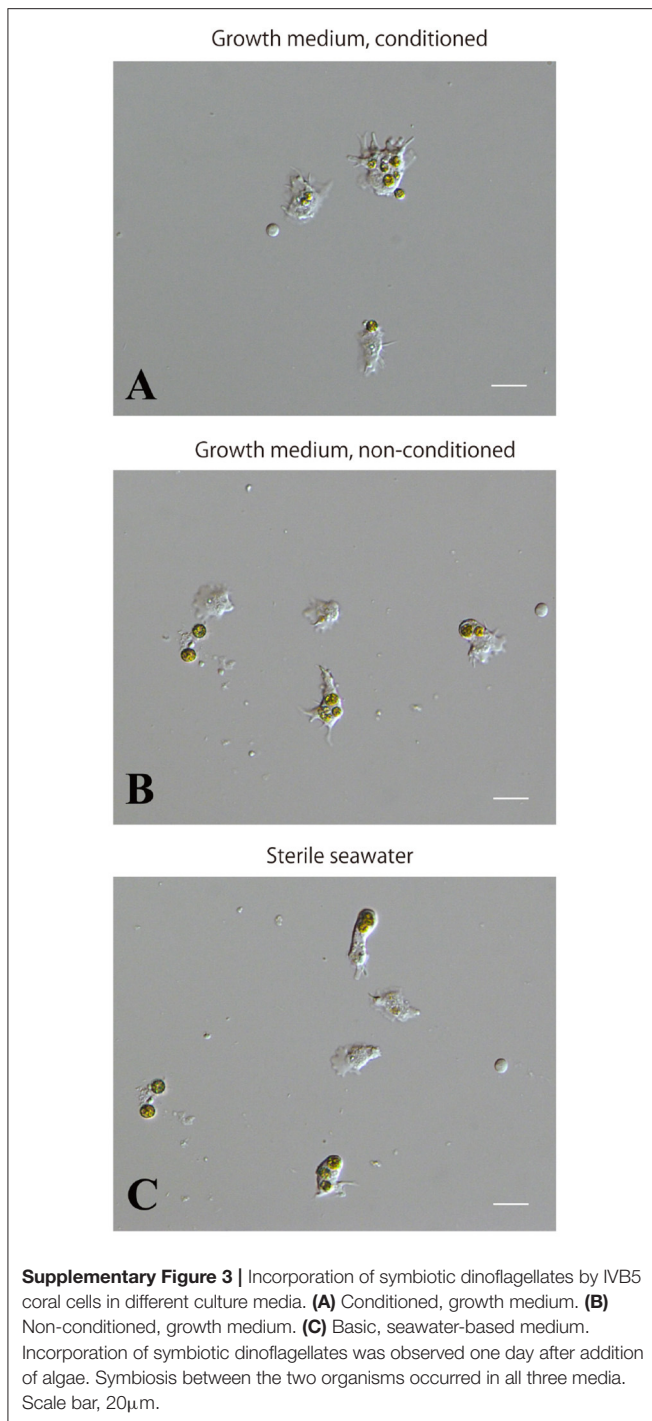 Growth medium, conditioned
A
Growth medium, non-conditioned
B
Sterile seawater
C
Supplementary Figure 3 | Incorporation of symbiotic dinoflagellates by IVB5
coral cells in different culture media. (A) Conditioned, growth medium. (B)
Non-conditioned, growth medium. (C) Basic, seawater-based medium.
Incorporation of symbiotic dinoflagellates was observed one day after addition
of algae. Symbiosis between the two organisms occurred in all three media.
Scale bar, 20μm.